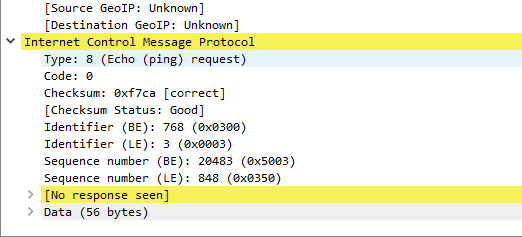 [Source GeoIP: Unknown]
[Destination GeoIP: Unknown]
Internet Control Message Protocol
Type: 8 (Echo (ping) request)
Code: 0
Checksum: 0xf7ca [correct]
[Checksum Status: Good]
Identifier (BE): 768 (0x0300)
Identifier (LE): 3 (0x0003)
Sequence number (BE): 20483 (0x5003)
Sequence number (LE): 848 (0x0350)
[No response seen]
Data (56 bytes)